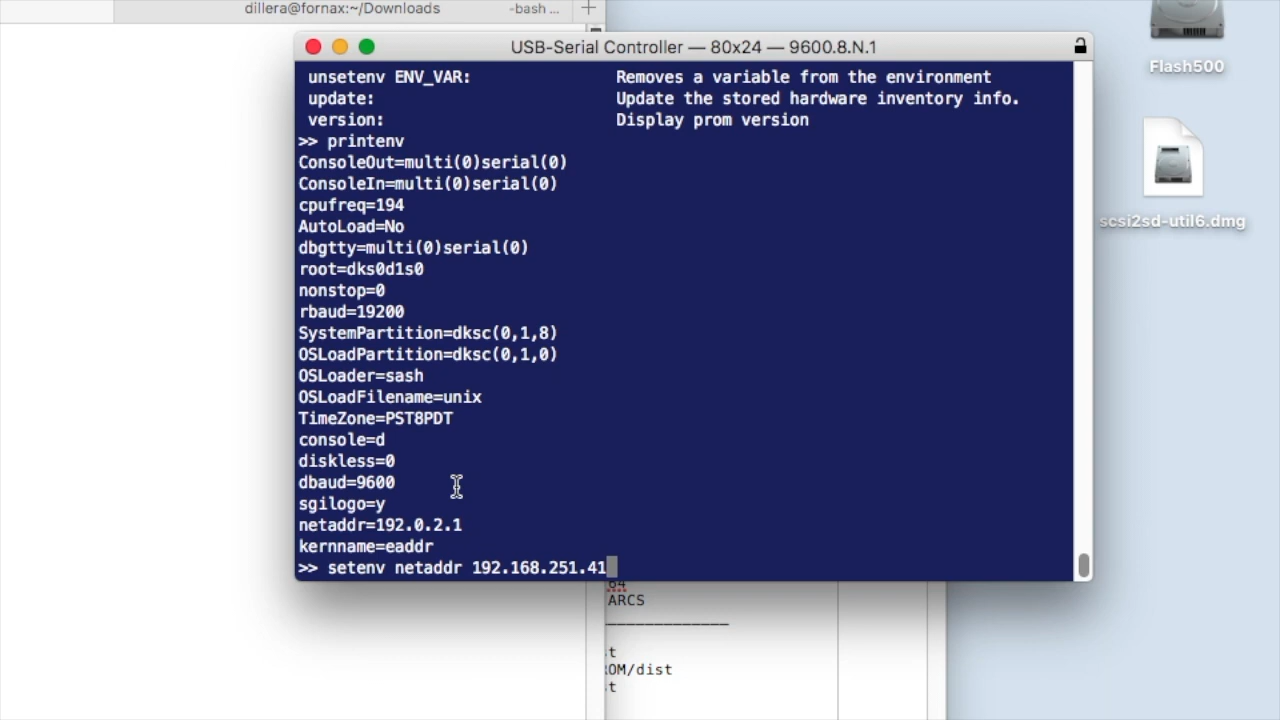 dillera@fornax:~/Downloads -bash ... +
USB-Serial Controller — 80x24 — 9600.8.N.1
Flash500
scsi2sd-util6.dmg
unsetenv ENV_VAR: Removes a variable from the environment
update: Update the stored hardware inventory info.
version: Display prom version
>> printenv
ConsoleOut=multi(0)serial(0)
ConsoleIn=multi(0)serial(0)
cpufreq=194
AutoLoad=No
dbgtty=multi(0)serial(0)
root=dks0d1s0
nonstop=0
rbaud=19200
SystemPartition=dksc(0,1,8)
OSLoadPartition=dksc(0,1,0)
OSLoader=sash
OSLoadFilename=unix
TimeZone=PST8PDT
console=d
diskless=0
dbaud=9600
sgilogo=y
netaddr=192.0.2.1
kernname=eaddr
>> setenv netaddr 192.168.251.41
64
ARCS
st
ROM/dist
st